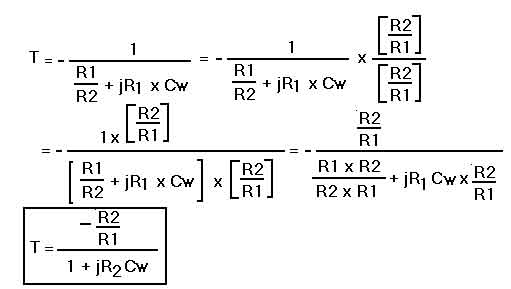 T = - 1 / (R1/R2 + jR1 x Cw) = - 1 / (R1/R2 + jR1 x Cw) x [R2/R1] / [R2/R1]
= - 1x [R2/R1] / ([R1/R2 + jR1 x Cw] x [R2/R1]) = - (R2/R1) / (R1 x R2 / R2 x R1 + jR1 Cw x R2/R1)
T = - R2/R1 / (1 + jR2 Cw)